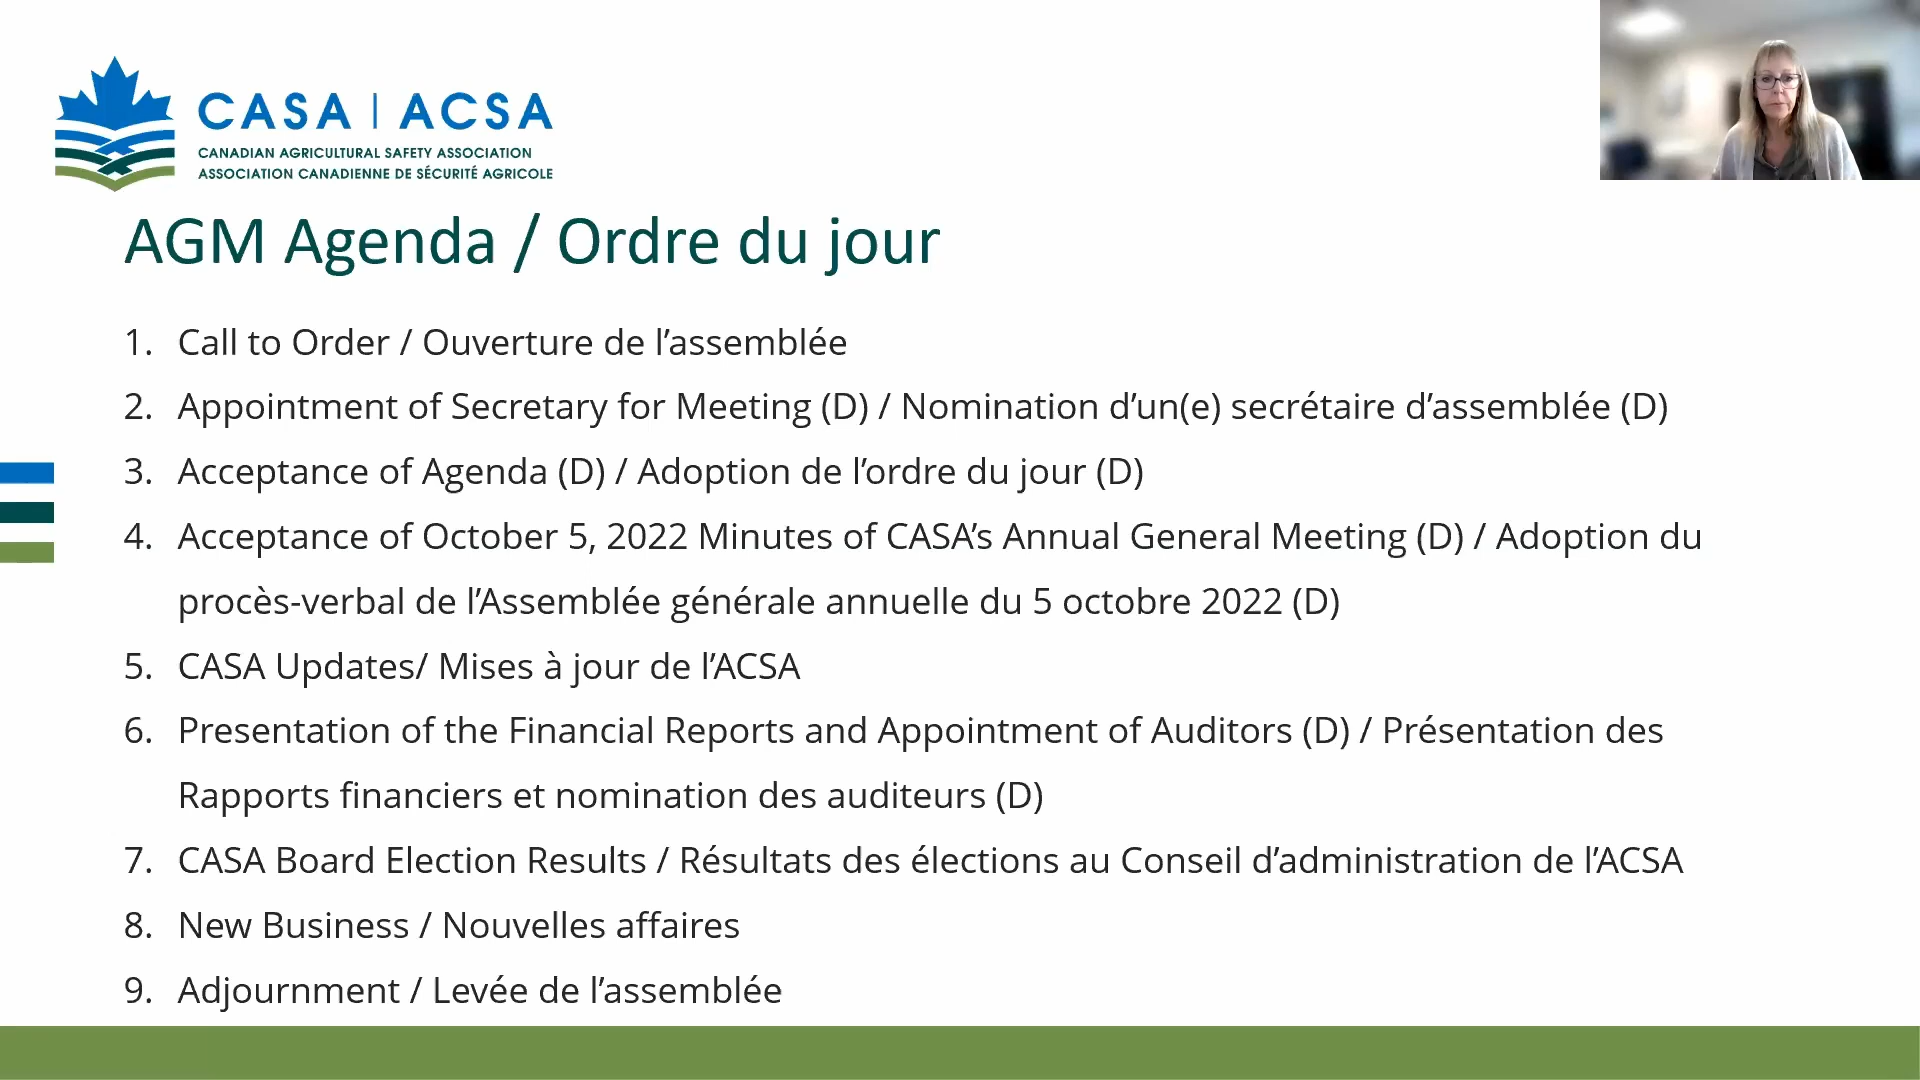 CASA | ACSA
CANADIAN AGRICULTURAL SAFETY ASSOCIATION
ASSOCIATION CANADIENNE DE SÉCURITÉ AGRICOLE
AGM Agenda / Ordre du jour
1. Call to Order / Ouverture de l’assemblée
2. Appointment of Secretary for Meeting (D) / Nomination d’un(e) secrétaire d’assemblée (D)
3. Acceptance of Agenda (D) / Adoption de l’ordre du jour (D)
4. Acceptance of October 5, 2022 Minutes of CASA’s Annual General Meeting (D) / Adoption du
procès-verbal de l’Assemblée générale annuelle du 5 octobre 2022 (D)
5. CASA Updates/ Mises à jour de l’ACSA
6. Presentation of the Financial Reports and Appointment of Auditors (D) / Présentation des
Rapports financiers et nomination des auditeurs (D)
7. CASA Board Election Results / Résultats des élections au Conseil d’administration de l’ACSA
8. New Business / Nouvelles affaires
9. Adjournment / Levée de l’assemblée